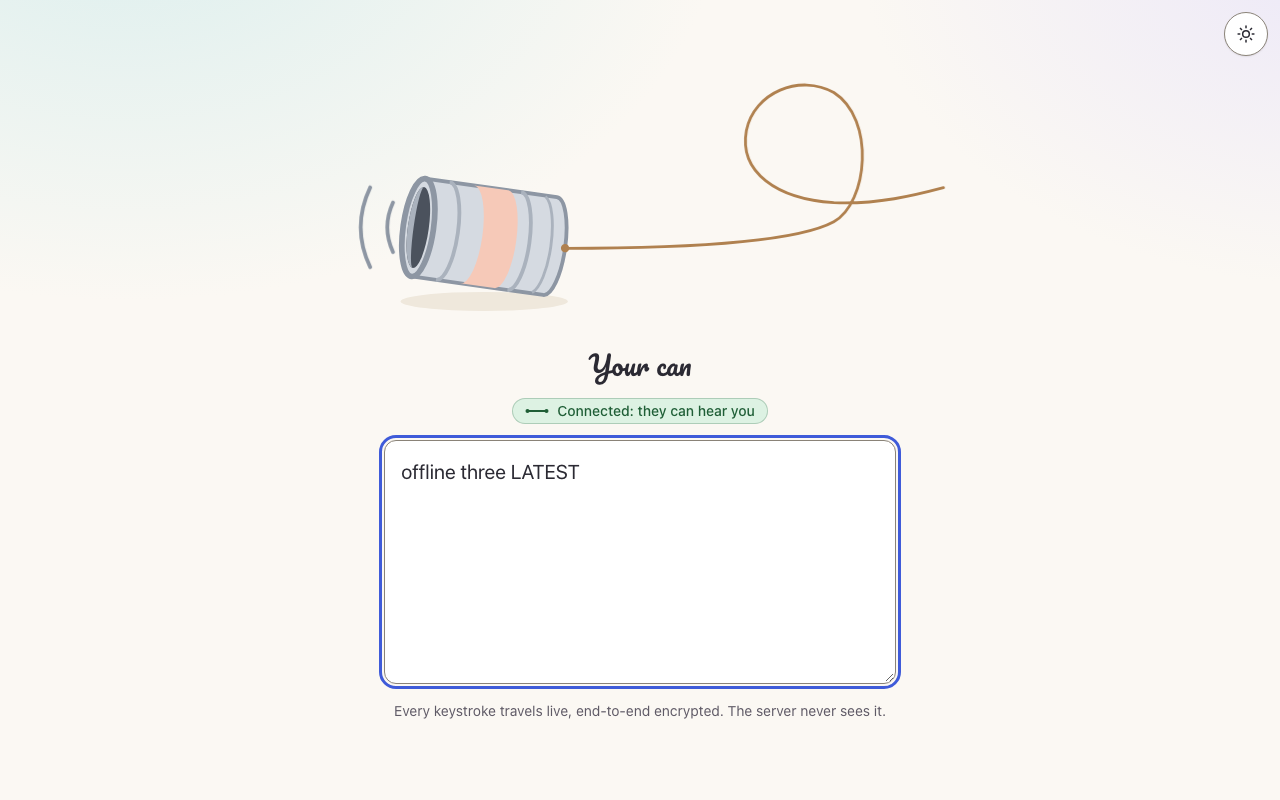 Your can
Connected: they can hear you
offline three LATEST
Every keystroke travels live, end-to-end encrypted. The server never sees it.